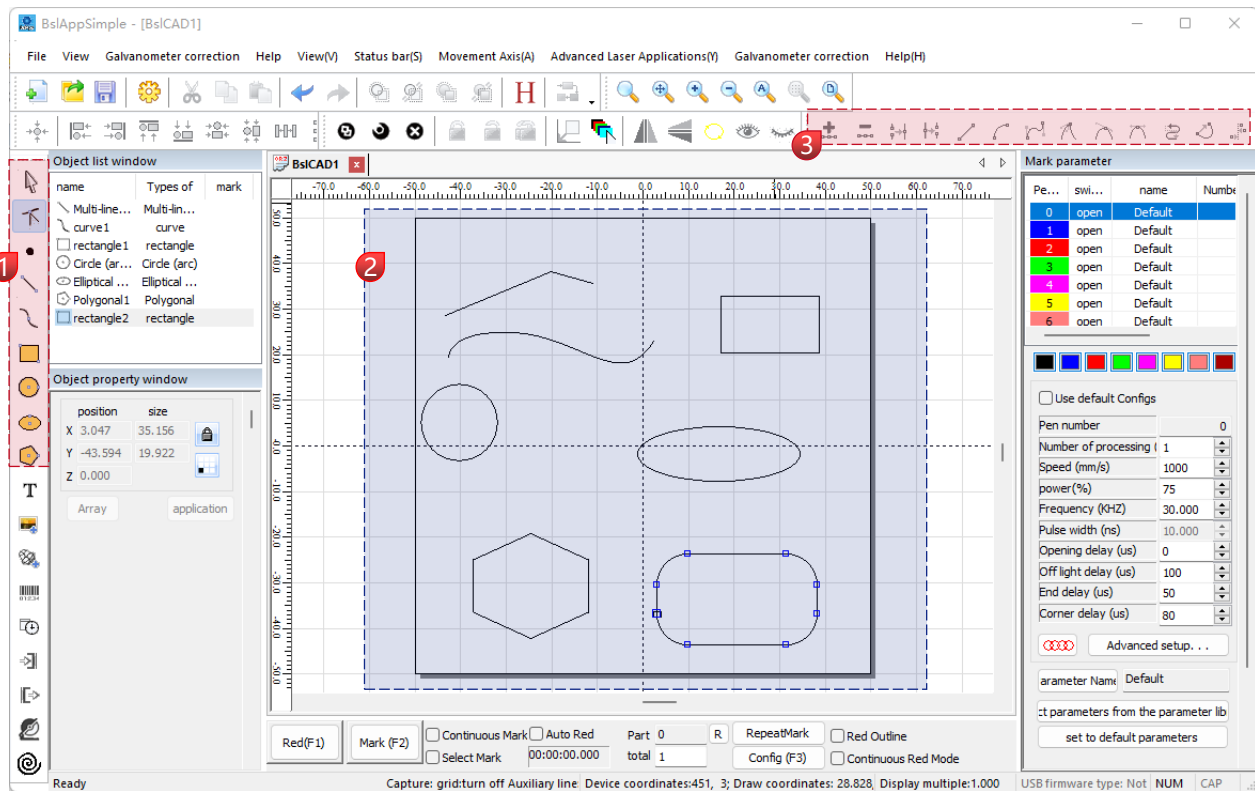 BslAppSimple - [BslCAD1]
File View Galvanometer correction Help View(V) Status bar(S) Movement Axis(A) Advanced Laser Applications(Y) Galvanometer correction Help(H)
H
3
Object list window
name Types of mark
Multi-line... Multi-lin...
curve1 curve
rectangle1 rectangle
Circle (ar... Circle (arc)
Elliptical ... Elliptical ...
Polygonal1 Polygonal
rectangle2 rectangle
1
Object property window
position size
X 3.047 35.156
Y -43.594 19.922
Z 0.000
Array application
T
BslCAD1 x
-70.0 -60.0 -50.0 -40.0 -30.0 -20.0 -10.0 0.0 10.0 20.0 30.0 40.0 50.0 60.0 70.0
50.0
40.0
30.0
20.0
10.0
0.0
-10.0
-20.0
-30.0
-40.0
-50.0
2
Mark parameter
Pe... swi... name Numbe
0 open Default
1 open Default
2 open Default
3 open Default
4 open Default
5 open Default
6 open Default
Use default Configs
Pen number 0
Number of processing ( 1
Speed (mm/s) 1000
power(%) 75
Frequency (KHZ) 30.000
Pulse width (ns) 10.000
Opening delay (us) 0
Off light delay (us) 100
End delay (us) 50
Corner delay (us) 80
Advanced setup. . .
arameter Name Default
ct parameters from the parameter lib
set to default parameters
Red(F1) Mark (F2) Continuous Mark Auto Red Part 0 R RepeatMark Red Outline
Select Mark 00:00:00.000 total 1 Config (F3) Continuous Red Mode
Ready Capture: grid:turn off Auxiliary line Device coordinates:451, 3; Draw coordinates: 28.828, Display multiple:1.000 USB firmware type: Not NUM CAP